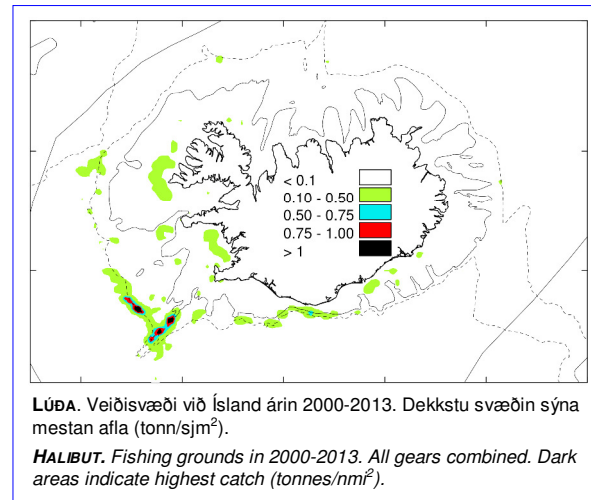 < 0.1
0.10 - 0.50
0.50 - 0.75
0.75 - 1.00
> 1
LÚÐA. Veiðisvæði við Ísland árin 2000-2013. Dekkstu svæðin sýna
mestan afla (tonn/sjm²).
HALIBUT. Fishing grounds in 2000-2013. All gears combined. Dark
areas indicate highest catch (tonnes/nmi²).